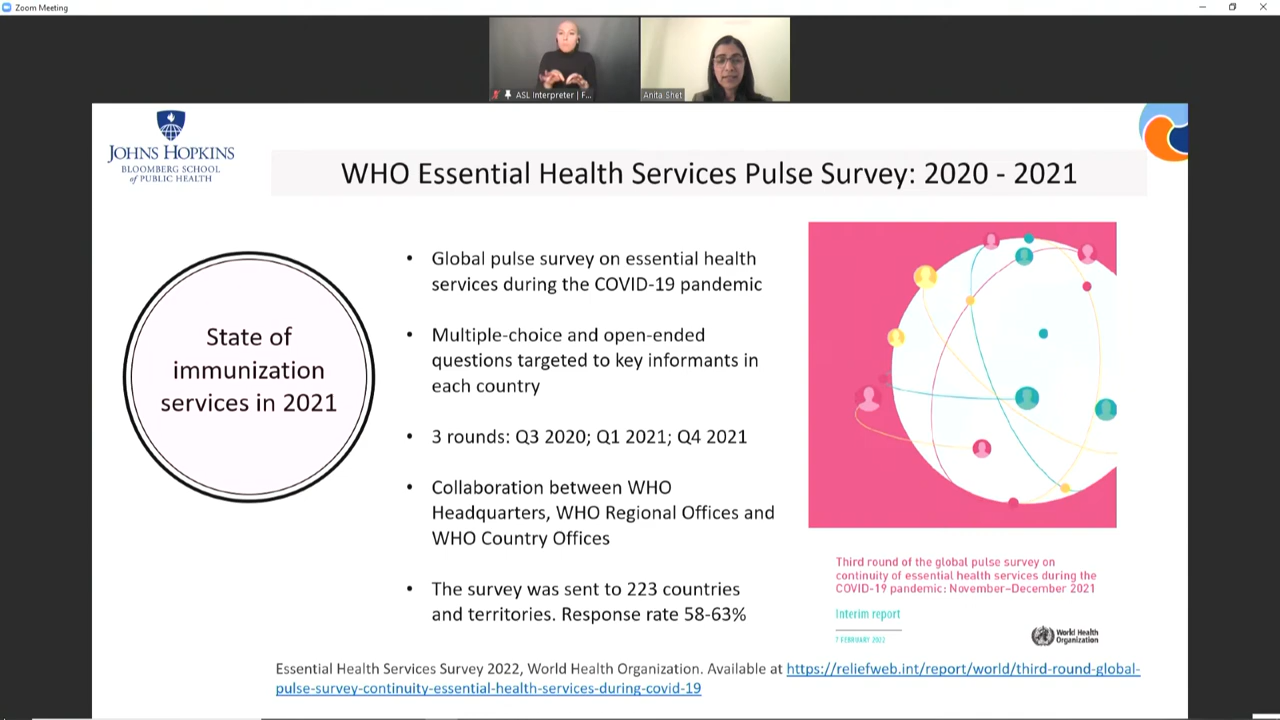 Zoom Meeting
ASL Interpreter | F...
Anita Shet
JOHNS HOPKINS
BLOOMBERG SCHOOL
of PUBLIC HEALTH
WHO Essential Health Services Pulse Survey: 2020 - 2021
State of
immunization
services in 2021
• Global pulse survey on essential health
services during the COVID-19 pandemic
• Multiple-choice and open-ended
questions targeted to key informants in
each country
• 3 rounds: Q3 2020; Q1 2021; Q4 2021
• Collaboration between WHO
Headquarters, WHO Regional Offices and
WHO Country Offices
• The survey was sent to 223 countries
and territories. Response rate 58-63%
Third round of the global pulse survey on
continuity of essential health services during the
COVID-19 pandemic: November–December 2021
Interim report
7 FEBRUARY 2022
World Health
Organization
Essential Health Services Survey 2022, World Health Organization. Available at https://reliefweb.int/report/world/third-round-global-
pulse-survey-continuity-essential-health-services-during-covid-19